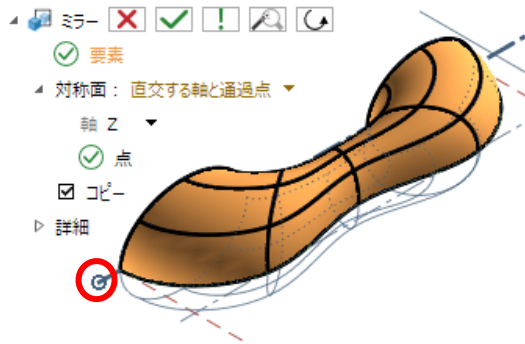 ミラー
要素
対称面： 直交する軸と通過点
軸 Z
点
コピー
詳細